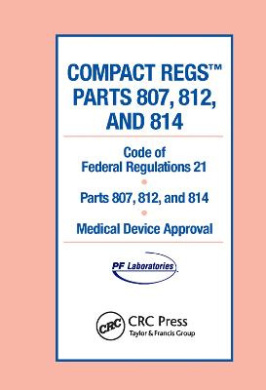 COMPACT REGS™
PARTS 807, 812,
AND 814
Code of
Federal Regulations 21
Parts 807, 812, and 814
Medical Device Approval
PF Laboratories
CRC
CRC Press
Taylor & Francis Group